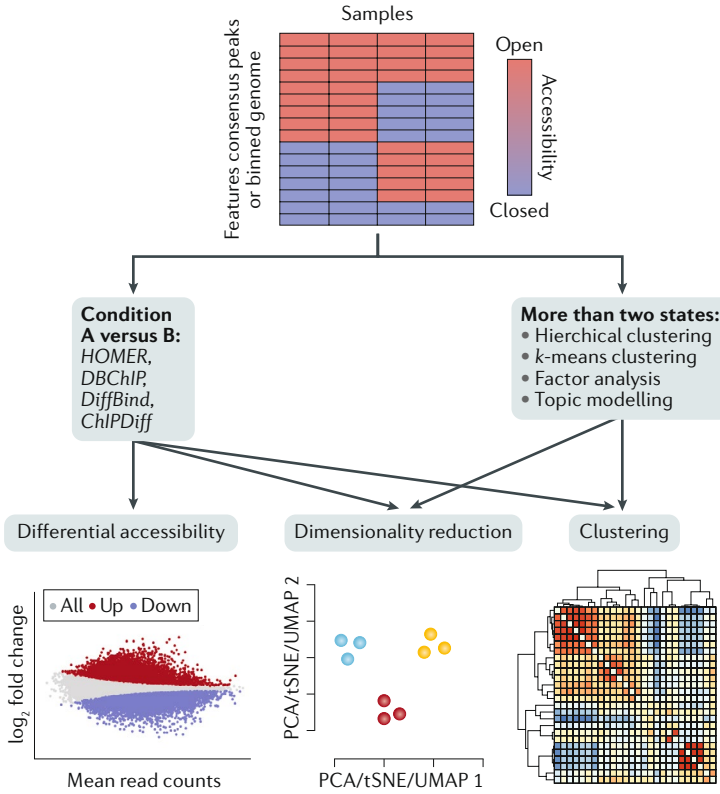 Samples
Features consensus peaks
or binned genome
Open
Accessibility
Closed
Condition
A versus B:
HOMER,
DBChIP,
DiffBind,
ChIPDiff
More than two states:
• Hierchical clustering
• k-means clustering
• Factor analysis
• Topic modelling
Differential accessibility
Dimensionality reduction
Clustering
All Up Down
log2 fold change
Mean read counts
PCA/tSNE/UMAP 2
PCA/tSNE/UMAP 1